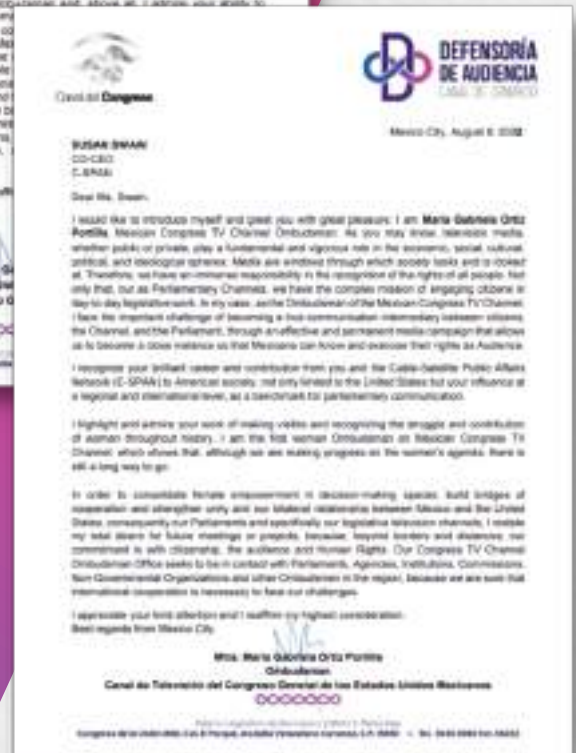 Canal del Congreso
DEFENSORÍA
DE AUDIENCIA
Mexico City, August
SUSAN SWAIN
CO-CEO
C-SPAN
Dear Ms. Swain,
I would like to introduce myself and greet you with great pleasure. I am María Gabriela Ortiz
Portilla, Mexican Congress TV Channel Ombudsman. As you may know, television media,
whether public or private, play a fundamental and vigorous role in the economic, social, cultural,
political, and ideological spheres. Media are windows through which society looks and is looked
at. Therefore, we have an immense responsibility in the recognition of the rights of all people. Not
only that, but as Parliamentary Channels, we have the complex mission of engaging citizens in
day to day legislative work. In my case, as the Ombudsman of the Mexican Congress TV Channel,
I face the important challenge of becoming a communication intermediary between citizens,
the Channel, and the Parliament, through an effective and permanent media campaign that allows
us to become a close instance so that Mexicans can know and exercise their rights as Audience.
I recognize your brilliant career and contribution from you and the Cable-Satellite Public Affairs
Network (C-SPAN) to American society, not only limited to the United States but your influence at
a regional and international level, as a benchmark for parliamentary communication.
I highlight and admire your work of making visible and recognizing the struggle and contribution
of women throughout history. I am the first woman Ombudsman on Mexican Congress TV
Channel, which shows that, although we are making progress on the women's agenda, there is
still a long way to go.
In order to consolidate female empowerment in decision-making spaces, build bridges of
cooperation and strengthen unity and our bilateral relationship between Mexico and the United
States, consequently our Parliaments and specifically our legislative television channels, I restate
my total desire for future meetings or projects, because, beyond borders and distances, our
commitment is with citizenship, the audience and Human Rights. Our Congress TV Channel
Ombudsman Office seeks to be in contact with Parliaments, Agencies, Institutions, Commissions,
Non Governmental Organizations and other Ombudsmen in the region, because we are sure that
international cooperation is necessary to face our challenges.
I appreciate your kind attention and I reaffirm my highest consideration.
Best regards from Mexico City.
Mtra. María Gabriela Ortiz Portilla
Ombudsman
Canal de Televisión del Congreso General de los Estados Unidos Mexicanos